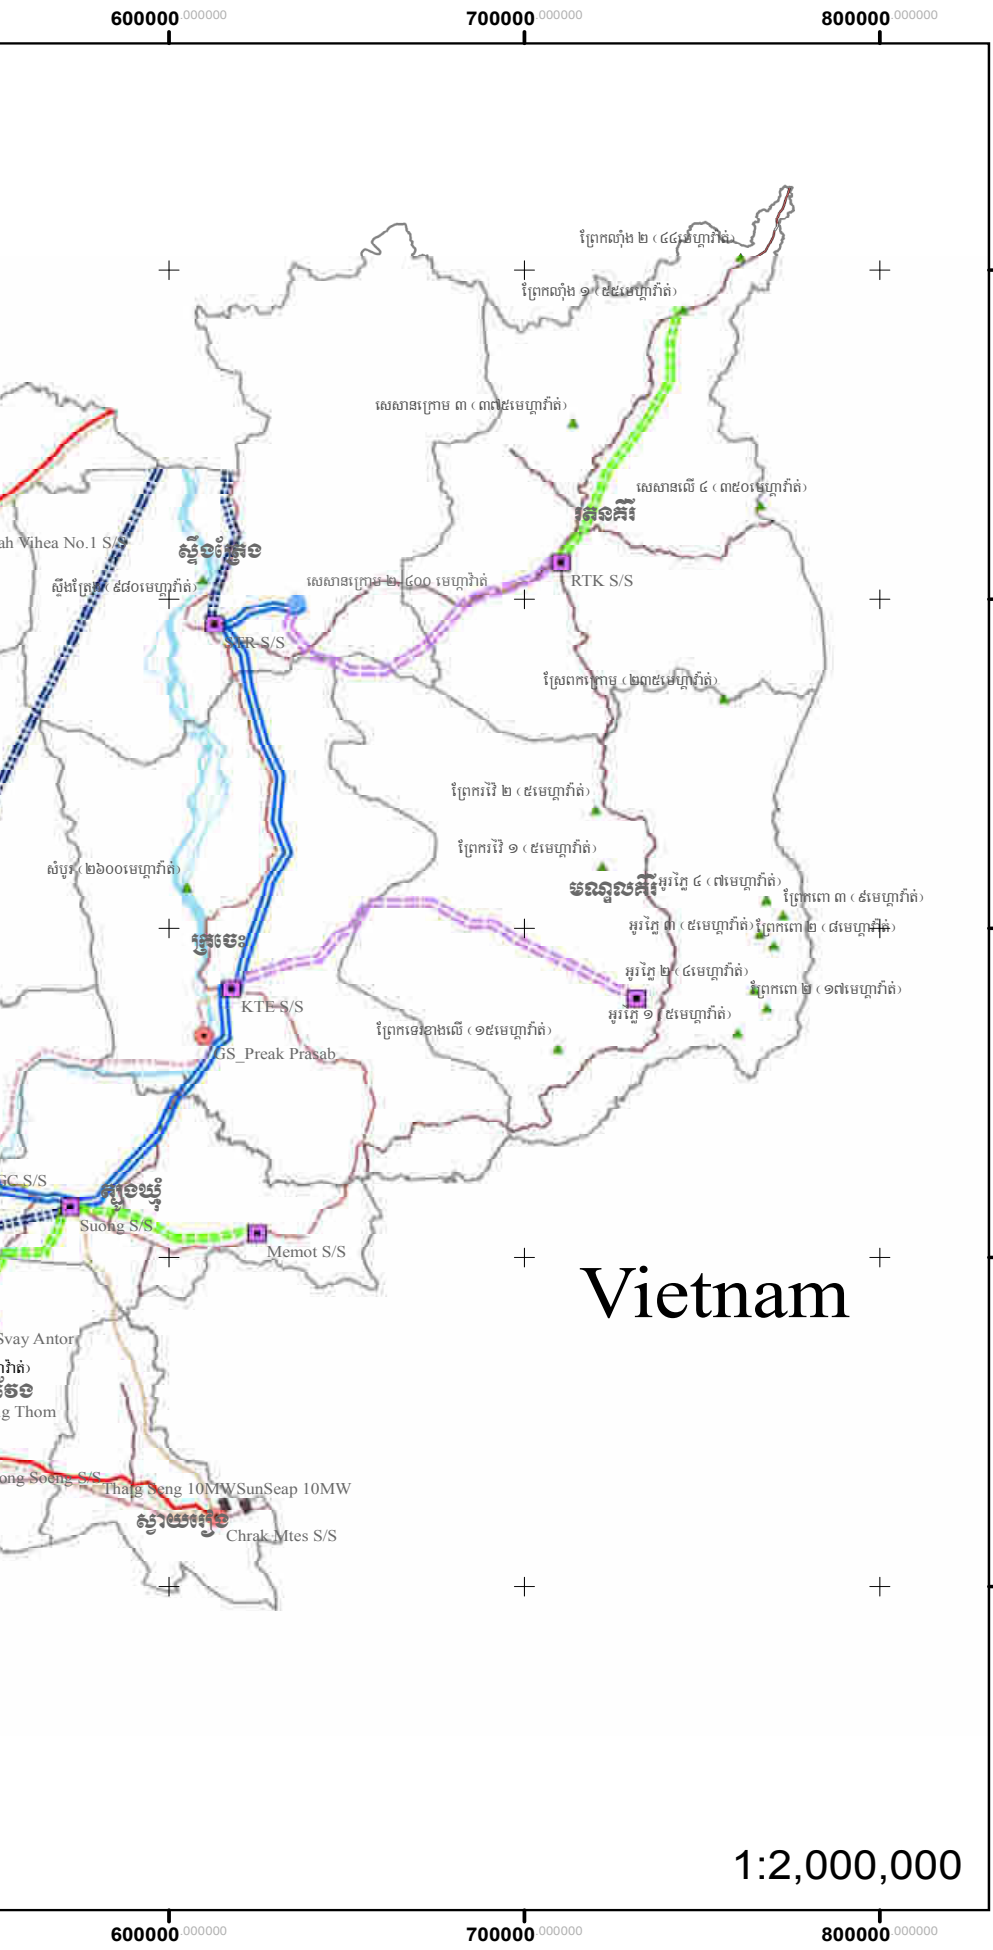 600000.000000 700000.000000 800000.000000
ព្រែកលាំង ២ (៤៤មេហ្គាវ៉ាត់)
ព្រែកលាំង ១ (៥៥មេហ្គាវ៉ាត់)
សេសានក្រោម ៣ (៣៧៥មេហ្គាវ៉ាត់)
សេសានលើ ៤ (៣៥០មេហ្គាវ៉ាត់)
រតនគីរី
ah Vihea No.1 S/S
ស្ទឹងត្រែង
RTK S/S
សេសានក្រោម ២, ៤០០ មេហ្គាវ៉ាត់
ស្ទឹងត្រែង (៩៨០មេហ្គាវ៉ាត់)
STR S/S
ស្រែពកក្រោម (២៣៥មេហ្គាវ៉ាត់)
ព្រែករវៃ ២ (៥មេហ្គាវ៉ាត់)
ព្រែករវៃ ១ (៥មេហ្គាវ៉ាត់)
សំបូរ (២៦០០មេហ្គាវ៉ាត់)
មណ្ឌលគីរី
អូរភ្លៃ ៤ (៧មេហ្គាវ៉ាត់)
ព្រែកពោ ៣ (៩មេហ្គាវ៉ាត់)
អូរភ្លៃ ៣ (៥មេហ្គាវ៉ាត់)
ព្រែកពោ ២ (៨មេហ្គាវ៉ាត់)
ក្រចេះ
អូរភ្លៃ ២ (៤មេហ្គាវ៉ាត់)
ព្រែកពោ ២ (១៧មេហ្គាវ៉ាត់)
KTE S/S
អូរភ្លៃ ១ (៥មេហ្គាវ៉ាត់)
ព្រែកទេរខាងលើ (១៥មេហ្គាវ៉ាត់)
GS_Preak Prasab
GC S/S
ត្បូងឃ្មុំ
Suong S/S
Memot S/S
Vietnam
Svay Antor
វែង
g Thom
ong Soeng S/S
Thaig Seng 10MW
SunSeap 10MW
ស្វាយរៀង
Chrak Mtes S/S
1:2,000,000
600000.000000 700000.000000 800000.000000